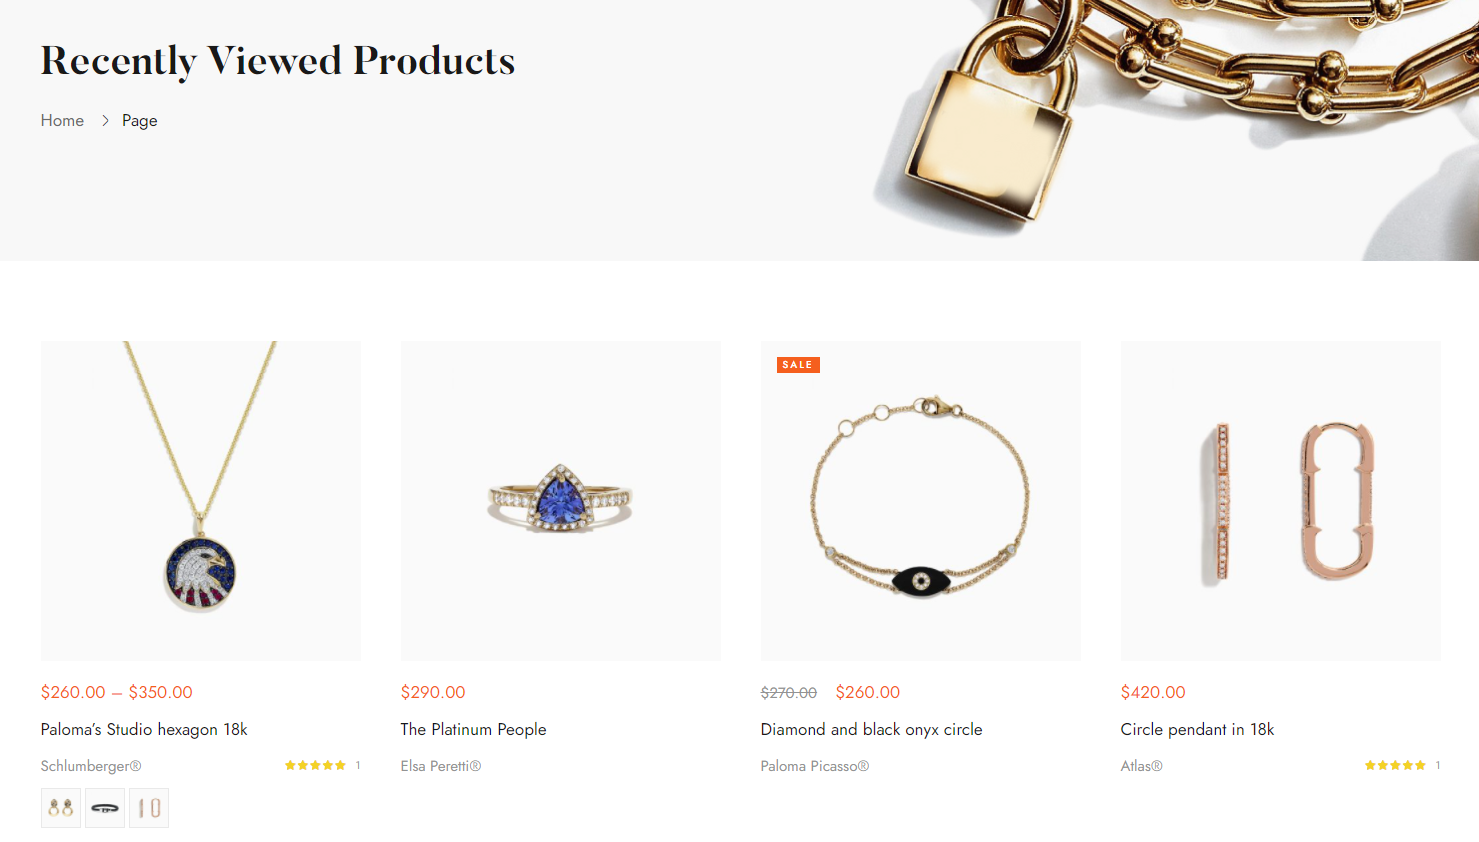 Recently Viewed Products
Home > Page
SALE
$260.00 – $350.00
Paloma’s Studio hexagon 18k
Schlumberger® 1
$290.00
The Platinum People
Elsa Peretti®
$270.00 $260.00
Diamond and black onyx circle
Paloma Picasso®
$420.00
Circle pendant in 18k
Atlas® 1